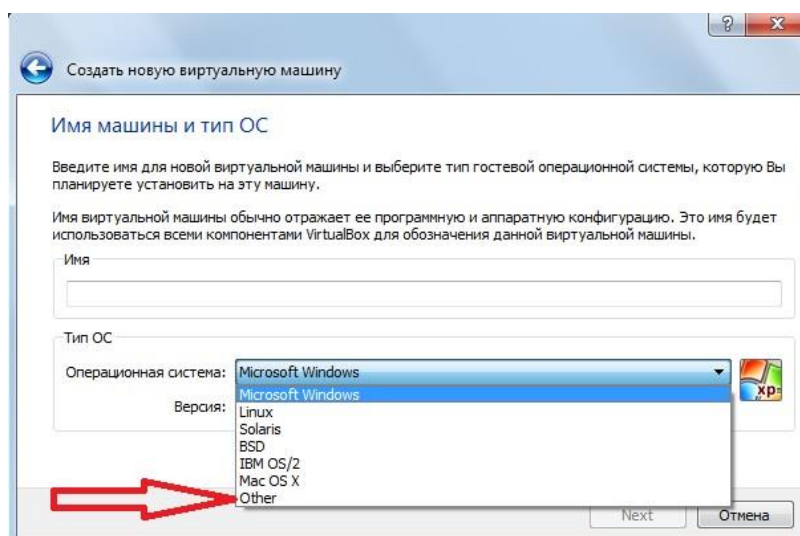 ?
X
Создать новую виртуальную машину
Имя машины и тип ОС
Введите имя для новой виртуальной машины и выберите тип гостевой операционной системы, которую Вы
планируете установить на эту машину.
Имя виртуальной машины обычно отражает ее программную и аппаратную конфигурацию. Это имя будет
использоваться всеми компонентами VirtualBox для обозначения данной виртуальной машины.
Имя
Тип ОС
Операционная система: Microsoft Windows
xp
Microsoft Windows
Версия:
Linux
Solaris
BSD
IBM OS/2
Mac OS X
Other
Next Отмена